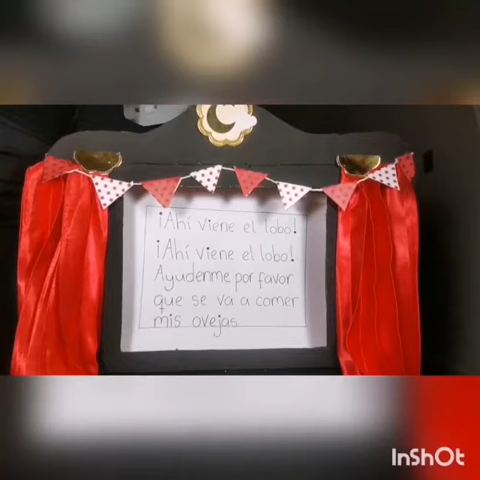 ¡Ahí viene el lobo!
¡Ahí viene el lobo!
Ayudenme por favor
que se va a comer
mis ovejas
InShOt